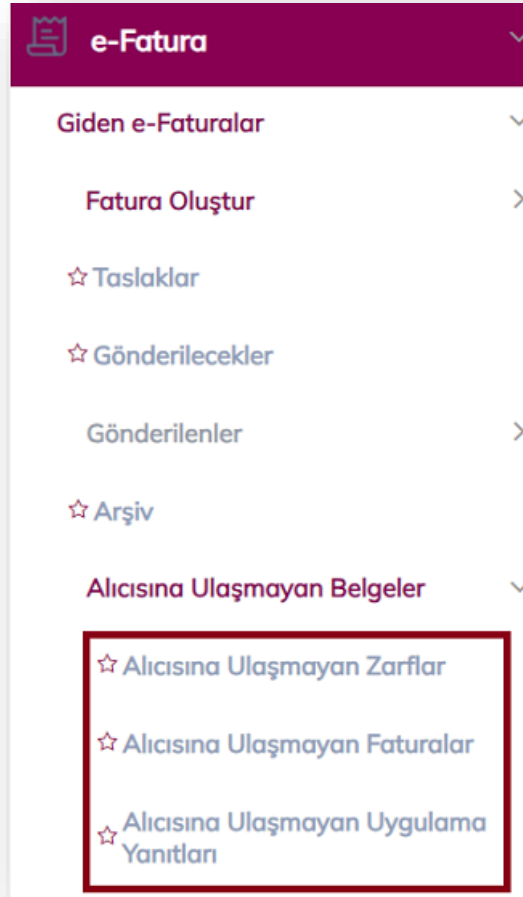 e-Fatura
Giden e-Faturalar
Fatura Oluştur
Taslaklar
Gönderilecekler
Gönderilenler
Arşiv
Alıcısına Ulaşmayan Belgeler
Alıcısına Ulaşmayan Zarflar
Alıcısına Ulaşmayan Faturalar
Alıcısına Ulaşmayan Uygulama
Yanıtları